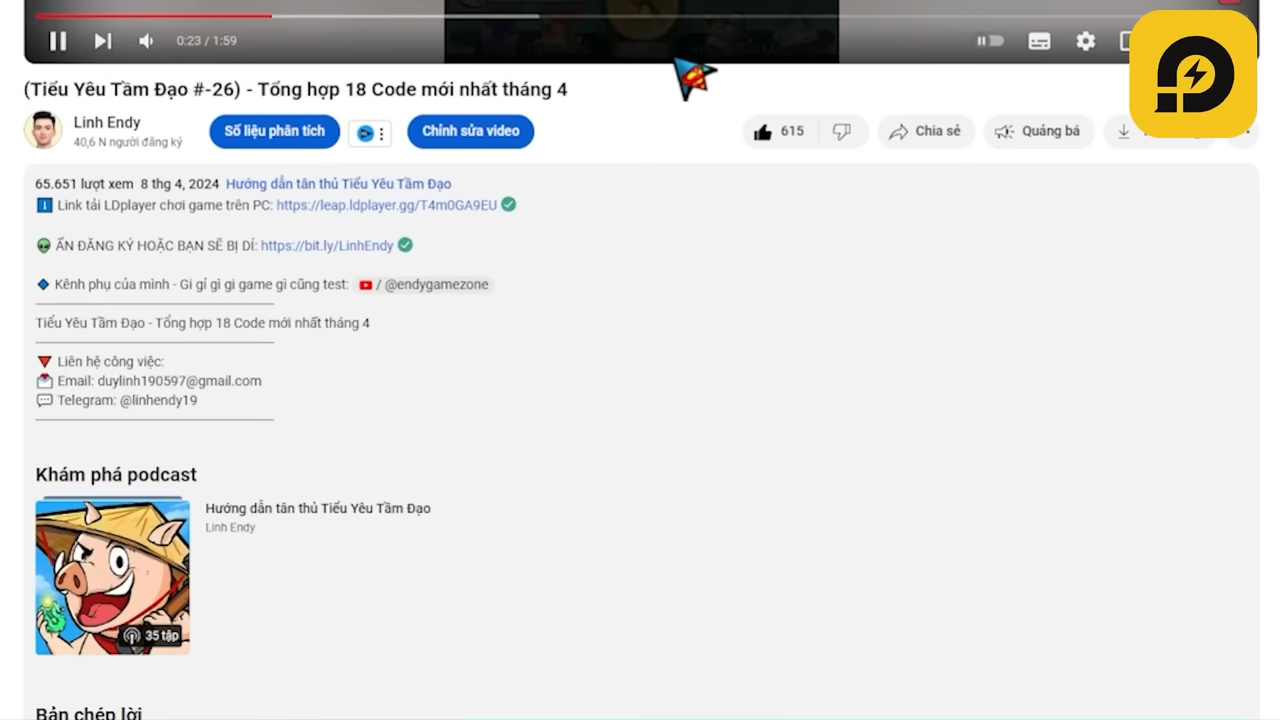 0:23 / 1:59
(Tiểu Yêu Tầm Đạo #-26) - Tổng hợp 18 Code mới nhất tháng 4
Linh Endy
40,6 N người đăng ký
Số liệu phân tích
Chỉnh sửa video
615
Chia sẻ
Quảng bá
65.651 lượt xem 8 thg 4, 2024 Hướng dẫn tân thủ Tiểu Yêu Tầm Đạo
Link tải LDplayer chơi game trên PC: https://leap.ldplayer.gg/T4m0GA9EU
ẤN ĐĂNG KÝ HOẶC BẠN SẼ BỊ DÍ: https://bit.ly/LinhEndy
Kênh phụ của mình - Gi gỉ gì gi game gì cũng test: / @endygamezone
Tiểu Yêu Tầm Đạo - Tổng hợp 18 Code mới nhất tháng 4
Liên hệ công việc:
Email: duylinh190597@gmail.com
Telegram: @linhendy19
Khám phá podcast
Hướng dẫn tân thủ Tiểu Yêu Tầm Đạo
Linh Endy
35 tập
Bản chép lời